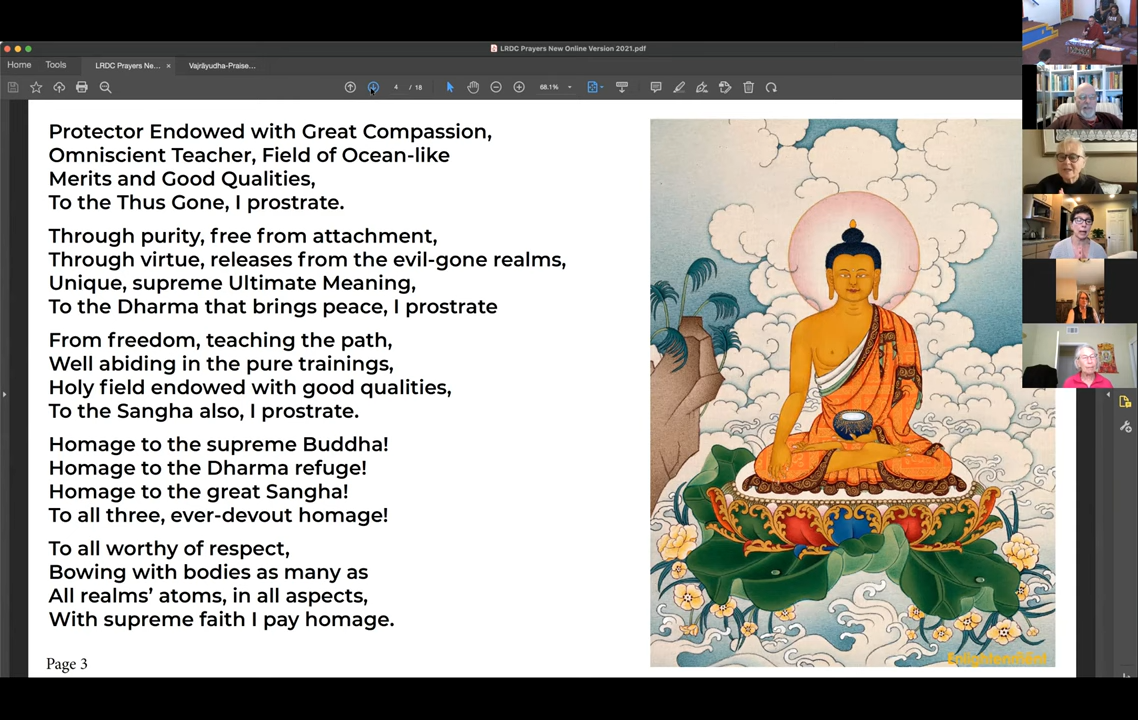 LRDC Prayers New Online Version 2021.pdf
Home
Tools
LRDC Prayers Ne... ×
Vajrāyudha-Praise...
4 / 18
68.1%
Protector Endowed with Great Compassion,
Omniscient Teacher, Field of Ocean-like
Merits and Good Qualities,
To the Thus Gone, I prostrate.
Through purity, free from attachment,
Through virtue, releases from the evil-gone realms,
Unique, supreme Ultimate Meaning,
To the Dharma that brings peace, I prostrate
From freedom, teaching the path,
Well abiding in the pure trainings,
Holy field endowed with good qualities,
To the Sangha also, I prostrate.
Homage to the supreme Buddha!
Homage to the Dharma refuge!
Homage to the great Sangha!
To all three, ever-devout homage!
To all worthy of respect,
Bowing with bodies as many as
All realms’ atoms, in all aspects,
With supreme faith I pay homage.
Page 3